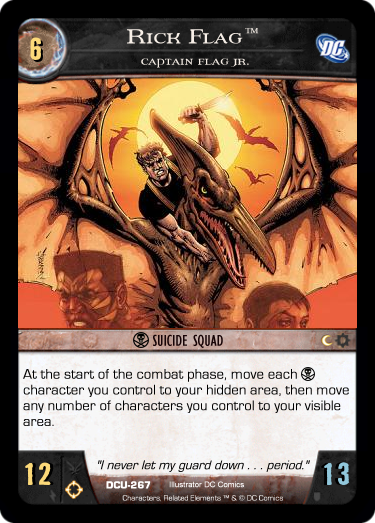 6
RICK FLAG™
CAPTAIN FLAG JR.
DC
SUICIDE SQUAD
At the start of the combat phase, move each
character you control to your hidden area, then move
any number of characters you control to your visible
area.
"I never let my guard down . . . period."
12
DCU-267 Illustrator DC Comics
13
Characters, Related Elements ™ & © DC Comics